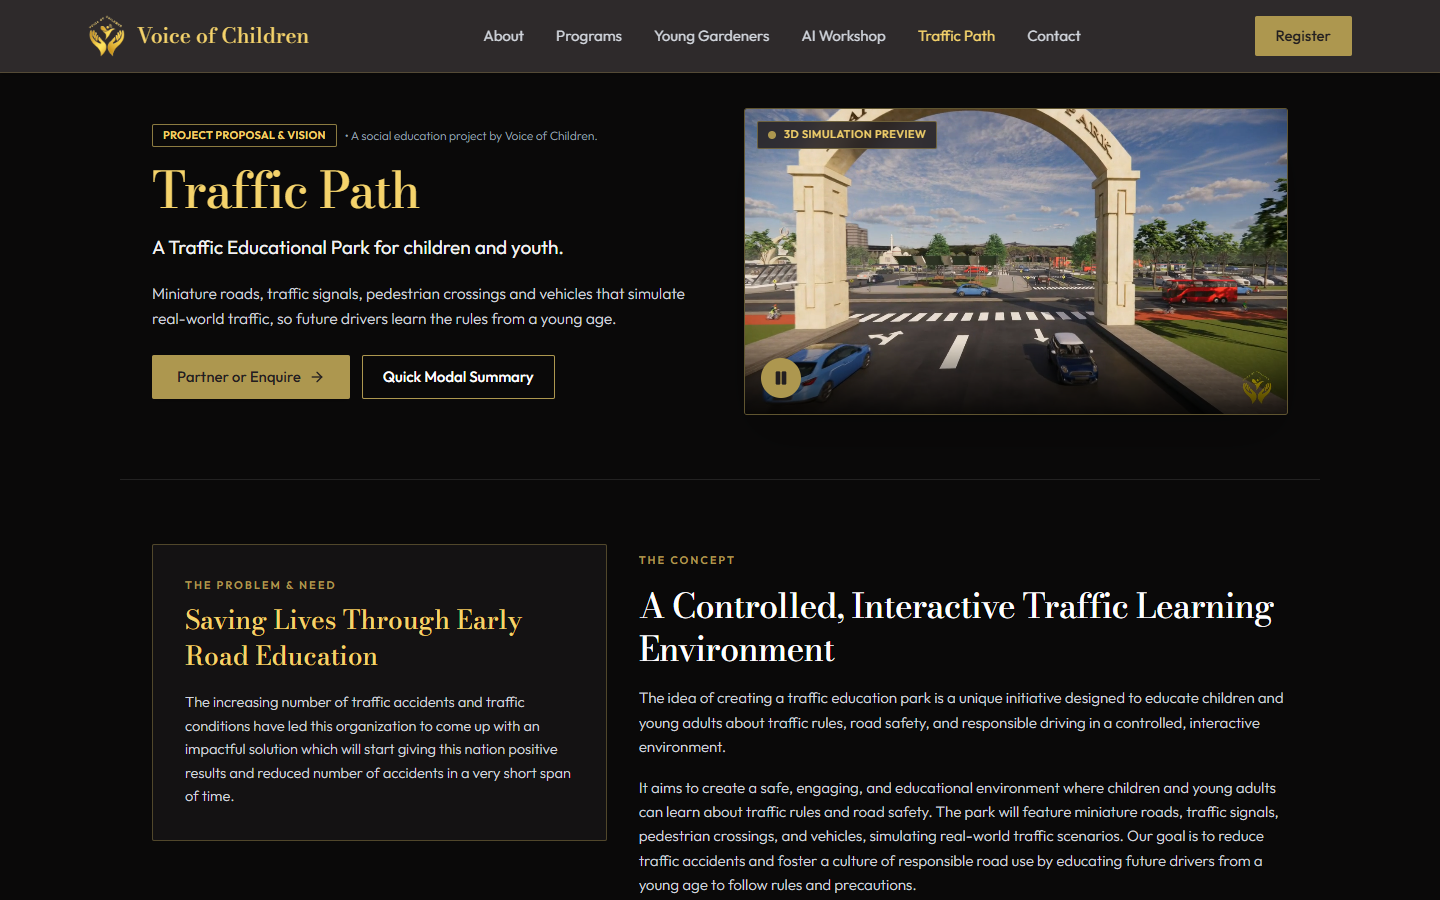 Voice of Children
About
Programs
Young Gardeners
AI Workshop
Traffic Path
Contact
Register
PROJECT PROPOSAL & VISION
• A social education project by Voice of Children.
Traffic Path
A Traffic Educational Park for children and youth.
Miniature roads, traffic signals, pedestrian crossings and vehicles that simulate
real-world traffic, so future drivers learn the rules from a young age.
Partner or Enquire →
Quick Modal Summary
3D SIMULATION PREVIEW
PARK
THE PROBLEM & NEED
Saving Lives Through Early
Road Education
The increasing number of traffic accidents and traffic
conditions have led this organization to come up with an
impactful solution which will start giving this nation positive
results and reduced number of accidents in a very short span
of time.
THE CONCEPT
A Controlled, Interactive Traffic Learning
Environment
The idea of creating a traffic education park is a unique initiative designed to educate children and
young adults about traffic rules, road safety, and responsible driving in a controlled, interactive
environment.
It aims to create a safe, engaging, and educational environment where children and young adults
can learn about traffic rules and road safety. The park will feature miniature roads, traffic signals,
pedestrian crossings, and vehicles, simulating real-world traffic scenarios. Our goal is to reduce
traffic accidents and foster a culture of responsible road use by educating future drivers from a
young age to follow rules and precautions.